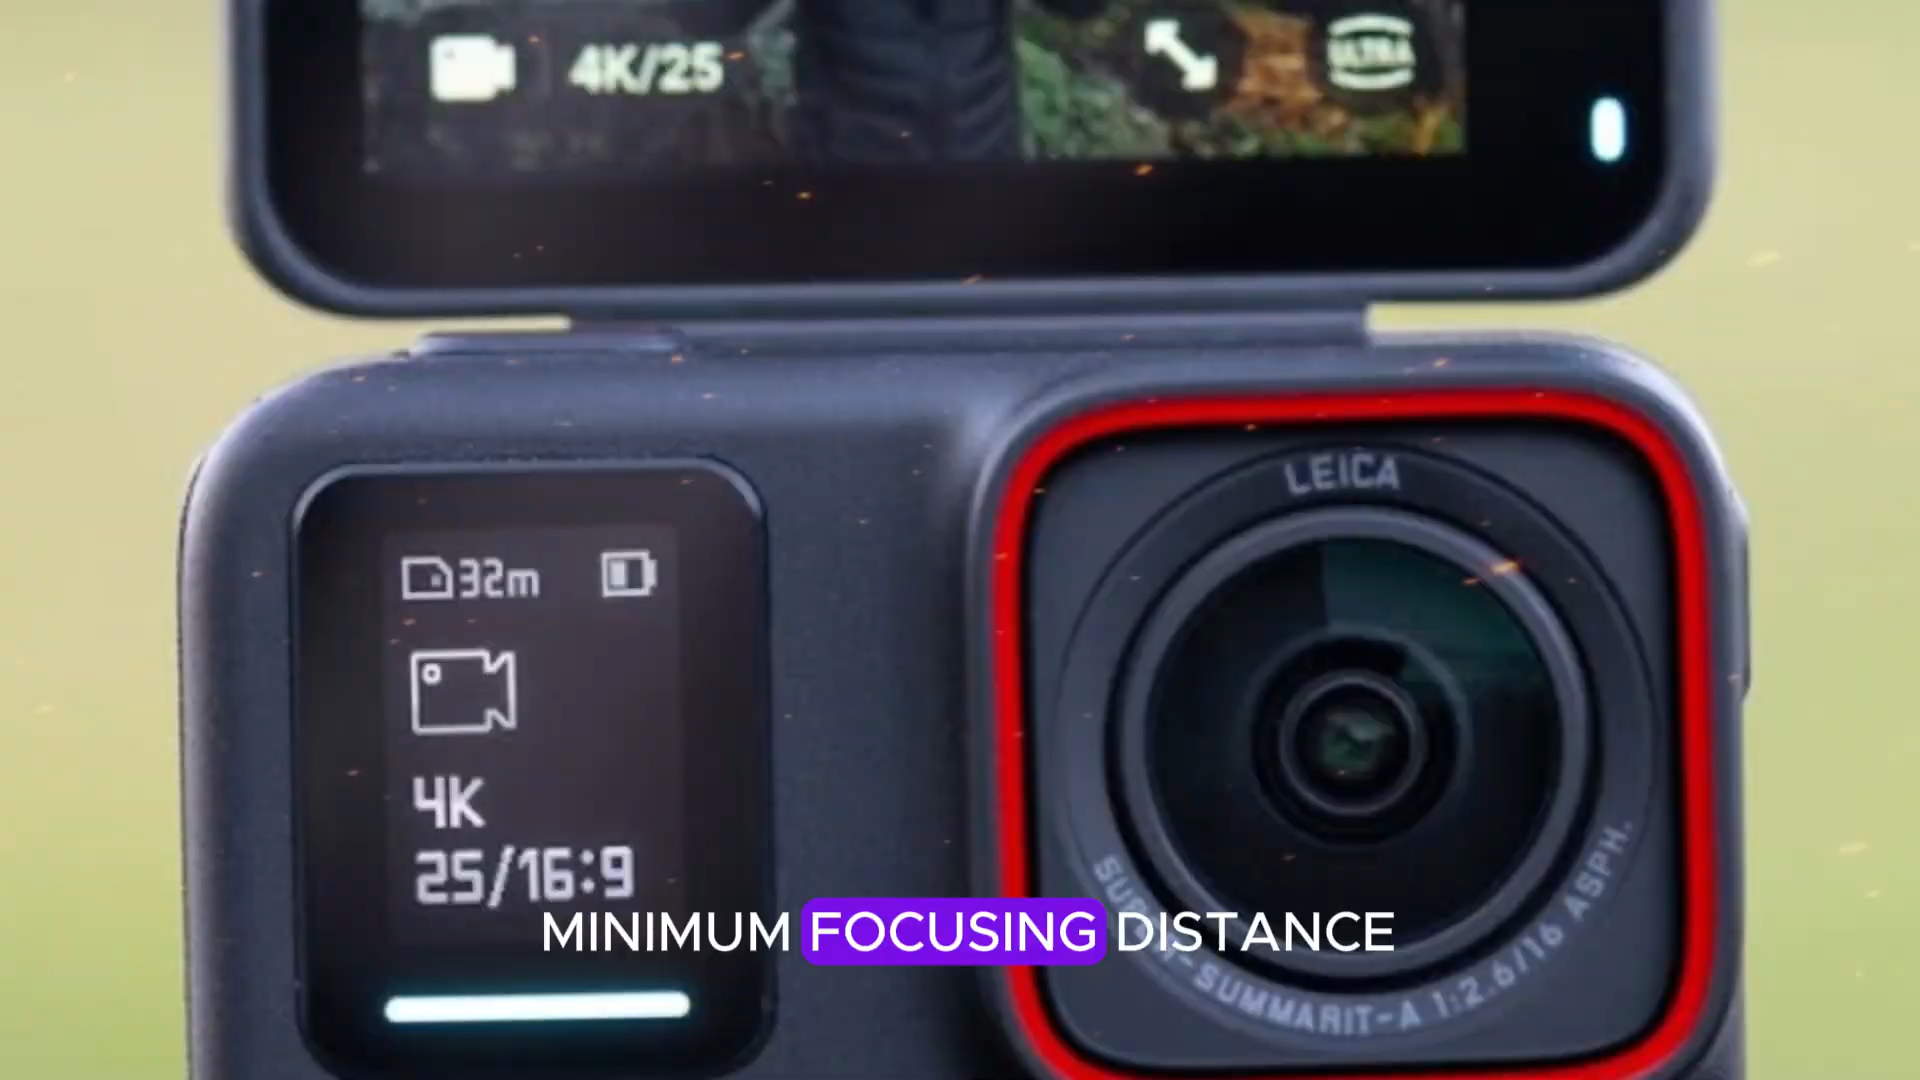 4K/25
ULTRA
LEICA
32m
4K
25/16:9
-SUMMARIT-A 1:2.6/16 ASPH.
MINIMUM FOCUSING DISTANCE